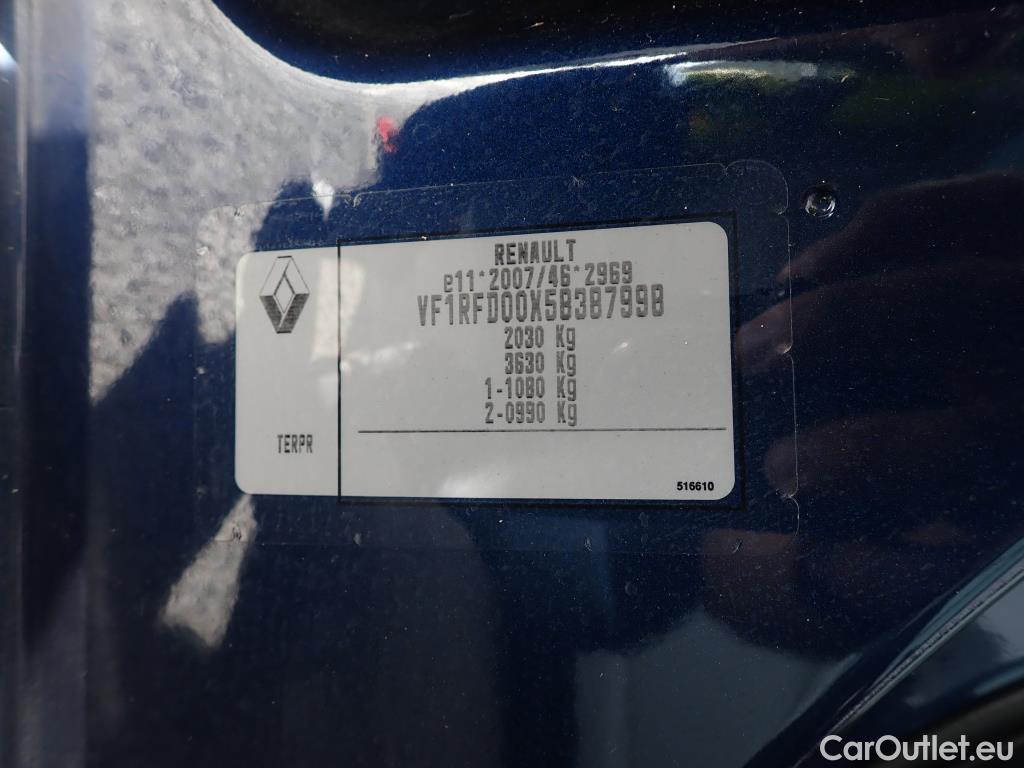 RENAULT
e11*2007/46*2969
VF1RFD00X58387998
2030 Kg
3630 Kg
1-1080 Kg
2-0990 Kg
TERPR
516610
CarOutlet.eu